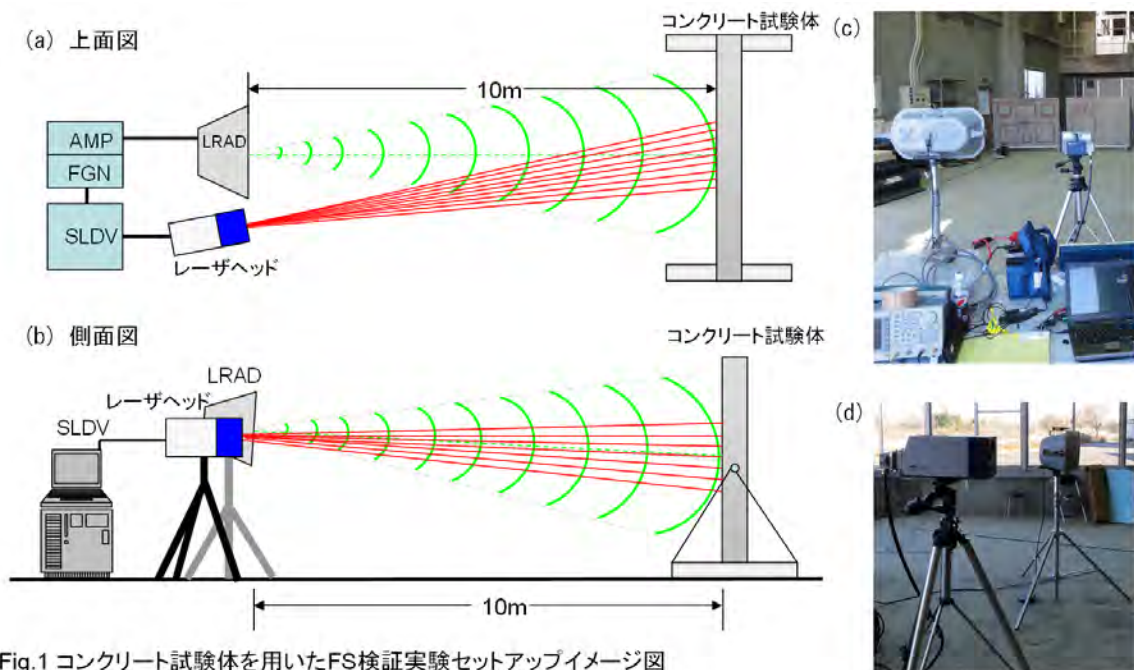 (a) 上面図
コンクリート試験体
10m
AMP
FGN
SLDV
LRAD
レーザヘッド
(b) 側面図
コンクリート試験体
LRAD
レーザヘッド
SLDV
10m
(c)
(d)
Fig.1 コンクリート試験体を用いたFS検証実験セットアップイメージ図